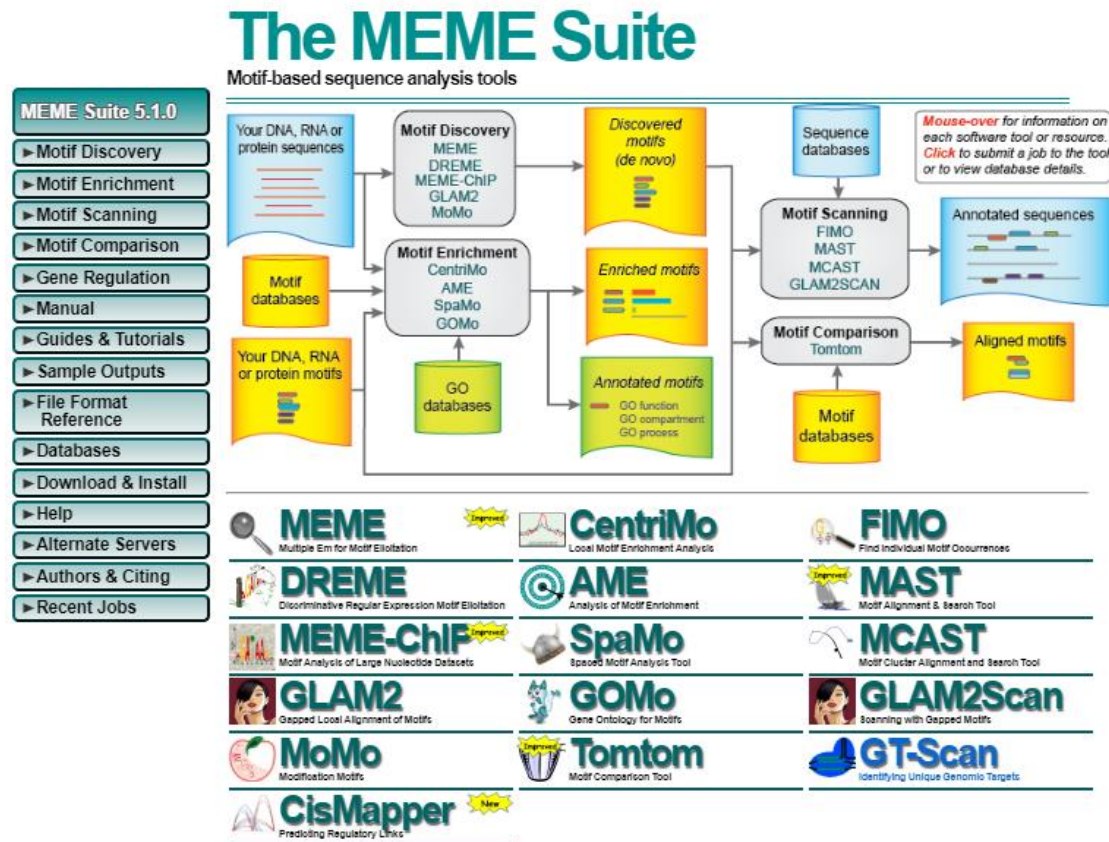 The MEME Suite
Motif-based sequence analysis tools
MEME Suite 5.1.0
►Motif Discovery
►Motif Enrichment
►Motif Scanning
►Motif Comparison
►Gene Regulation
►Manual
►Guides & Tutorials
►Sample Outputs
►File Format
Reference
►Databases
►Download & Install
►Help
►Alternate Servers
►Authors & Citing
►Recent Jobs
Your DNA, RNA or
protein sequences
Motif
databases
Your DNA, RNA
or protein motifs
Motif Discovery
MEME
DREME
MEME-ChIP
GLAM2
MoMo
Motif Enrichment
CentriMo
AME
SpaMo
GOMo
GO
databases
Discovered
motifs
(de novo)
Enriched motifs
Annotated motifs
GO function
GO compartment
GO process
Sequence
databases
Motif Scanning
FIMO
MAST
MCAST
GLAM2SCAN
Motif Comparison
Tomtom
Motif
databases
Mouse-over for information on
each software tool or resource.
Click to submit a job to the tool
or to view database details.
Annotated sequences
Aligned motifs
MEME
Improved
Multiple Em for Motif Elicitation
CentriMo
Local Motif Enrichment Analysis
FIMO
Find Individual Motif Occurrences
DREME
Discriminative Regular Expression Motif Elicitation
AME
Analysis of Motif Enrichment
Improved
MAST
Motif Alignment & Search Tool
MEME-ChIP
Improved
Motif Analysis of Large Nucleotide Datasets
SpaMo
Spaced Motif Analysis Tool
MCAST
Motif Cluster Alignment and Search Tool
GLAM2
Gapped Local Alignment of Motifs
GOMo
Gene Ontology for Motifs
GLAM2Scan
Scanning with Gapped Motifs
MoMo
Modification Motifs
Improved
Tomtom
Motif Comparison Tool
GT-Scan
Identifying Unique Genomic Targets
CisMapper
New
Predicting Regulatory Links